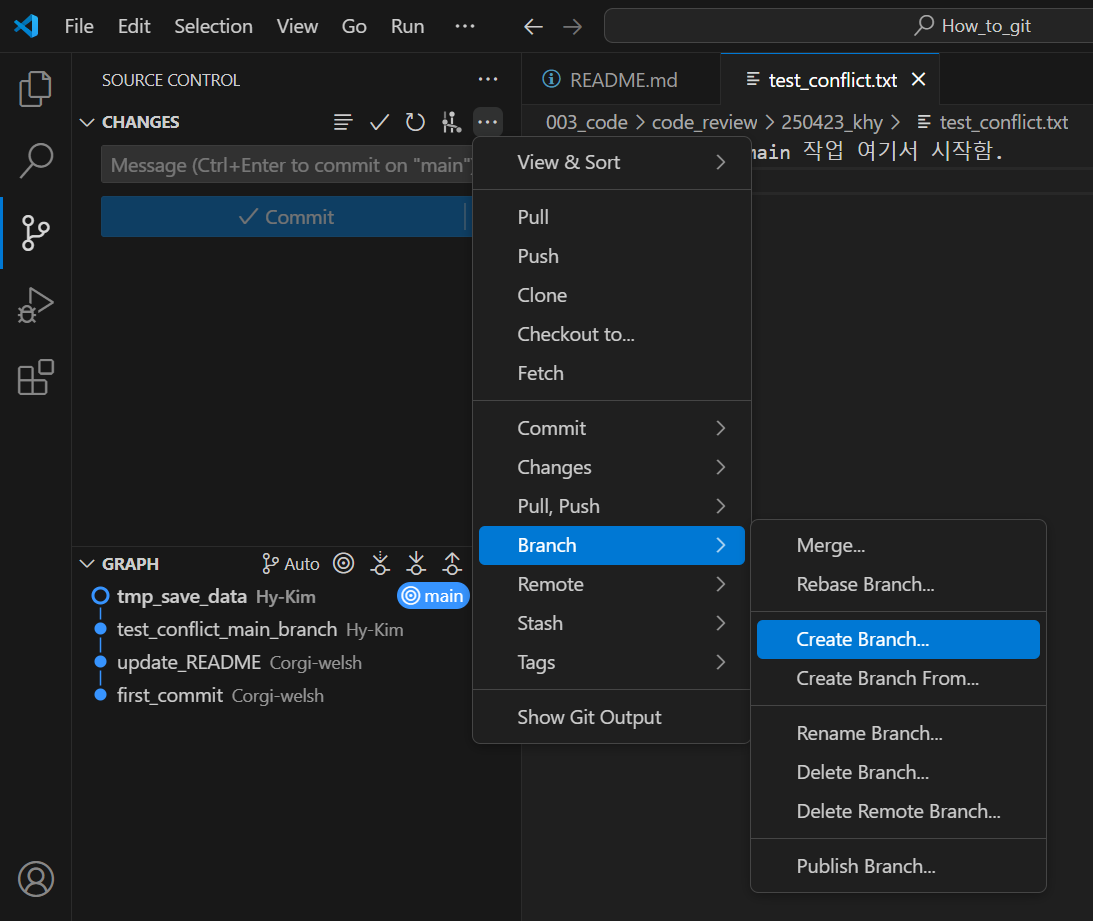 File Edit Selection View Go Run ··· How_to_git
SOURCE CONTROL ···
README.md test_conflict.txt
CHANGES ···
003_code > code_review > 250423_khy > test_conflict.txt
main 작업 여기서 시작함.
Message (Ctrl+Enter to commit on "main"
Commit
View & Sort
Pull
Push
Clone
Checkout to...
Fetch
Commit
Changes
Pull, Push
Branch
Remote
Stash
Tags
Show Git Output
Merge...
Rebase Branch...
Create Branch...
Create Branch From...
Rename Branch...
Delete Branch...
Delete Remote Branch...
Publish Branch...
GRAPH Auto
tmp_save_data Hy-Kim main
test_conflict_main_branch Hy-Kim
update_README Corgi-welsh
first_commit Corgi-welsh